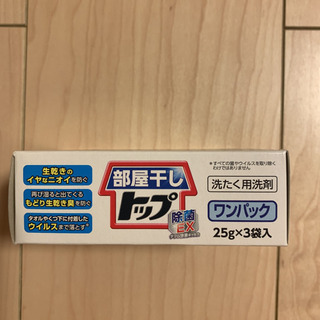 生乾きの
イヤなニオイを防ぐ
再び湿ると出てくる
もどり生乾き臭を防ぐ
タオルやくつ下に付着した
ウイルスまで落とす*
部屋干し
トップ
除菌
EX
*すべての菌やウイルスを取り除く
わけではありません。
洗たく用洗剤
ワンパック
25g×3袋入